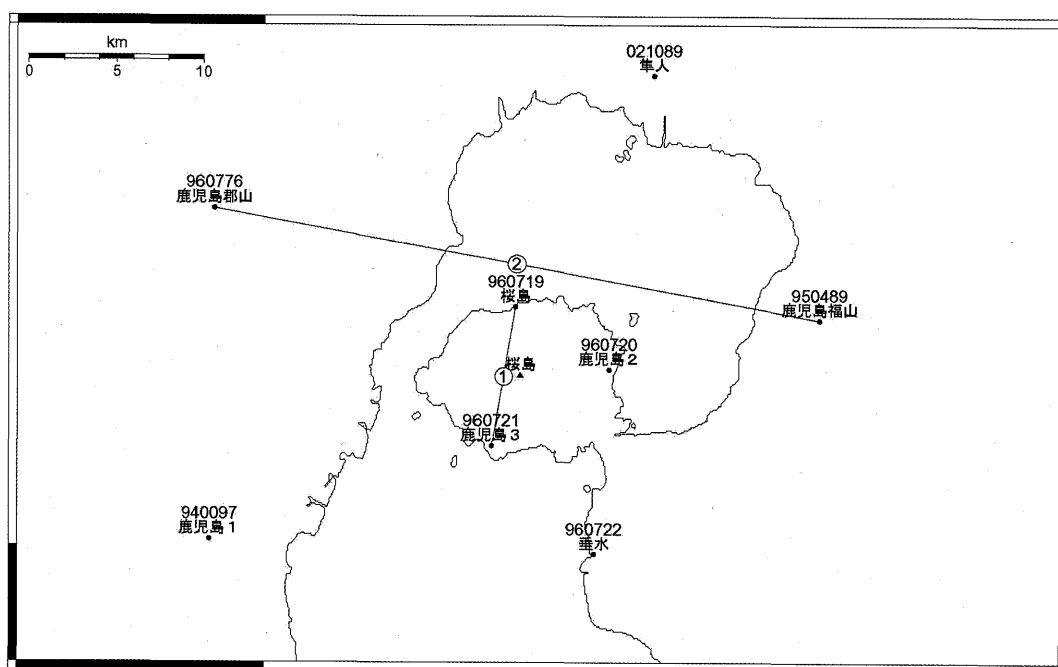 km
0 5 10
021089
隼人
960776
鹿児島郡山
②
960719
桜島
950489
鹿児島福山
960720
鹿児島2
桜島
①
960721
鹿児島3
940097
鹿児島1
960722
垂水